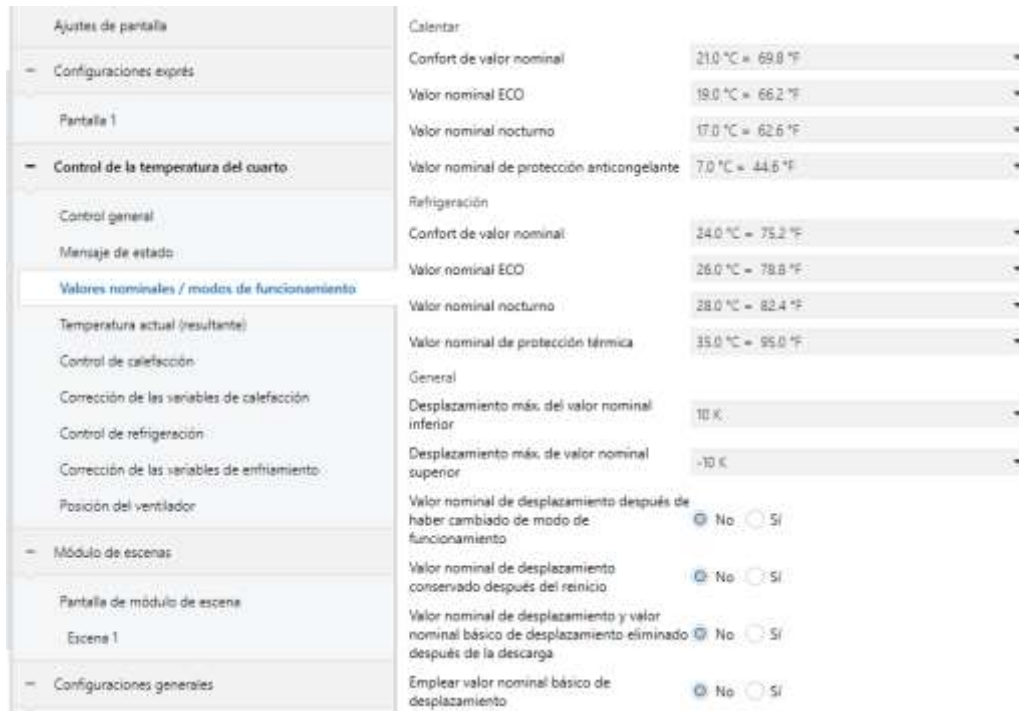 Ajustes de pantalla
Configuraciones exprés
Pantalla 1
Control de la temperatura del cuarto
Control general
Mensaje de estado
Valores nominales / modos de funcionamiento
Temperatura actual (resultante)
Control de calefacción
Corrección de las variables de calefacción
Control de refrigeración
Corrección de las variables de enfriamiento
Posición del ventilador
Módulo de escenas
Pantalla de módulo de escena
Escena 1
Configuraciones generales
Calentar
Confort de valor nominal 21.0 °C = 69.8 °F
Valor nominal ECO 19.0 °C = 66.2 °F
Valor nominal nocturno 17.0 °C = 62.6 °F
Valor nominal de protección anticongelante 7.0 °C = 44.6 °F
Refrigeración
Confort de valor nominal 24.0 °C = 75.2 °F
Valor nominal ECO 26.0 °C = 78.8 °F
Valor nominal nocturno 28.0 °C = 82.4 °F
Valor nominal de protección térmica 35.0 °C = 95.0 °F
General
Desplazamiento máx. del valor nominal
inferior 10 K
Desplazamiento máx. de valor nominal
superior -10 K
Valor nominal de desplazamiento después de
haber cambiado de modo de No Sí
funcionamiento
Valor nominal de desplazamiento
conservado después del reinicio No Sí
Valor nominal de desplazamiento y valor
nominal básico de desplazamiento eliminado No Sí
después de la descarga
Emplear valor nominal básico de
desplazamiento No Sí